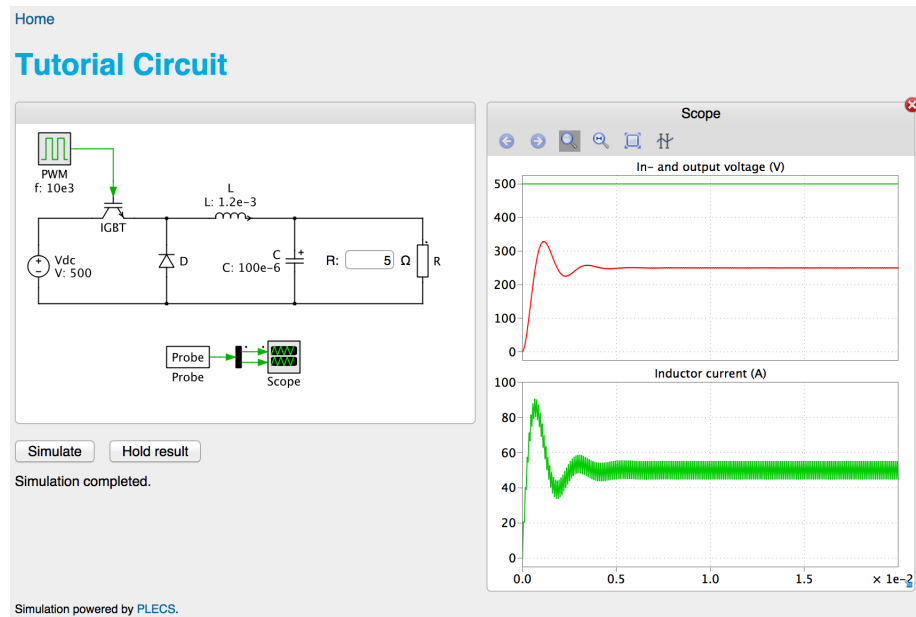 Home
Tutorial Circuit
PWM
f: 10e3
IGBT
L
L: 1.2e-3
Vdc
V: 500
D
C
C: 100e-6
+
R: 5 Ω
R
Probe
Probe
Scope
Simulate
Hold result
Simulation completed.
Simulation powered by PLECS.
Scope
In- and output voltage (V)
500
400
300
200
100
0
Inductor current (A)
100
80
60
40
20
0
0.0 0.5 1.0 1.5 × 1e-2